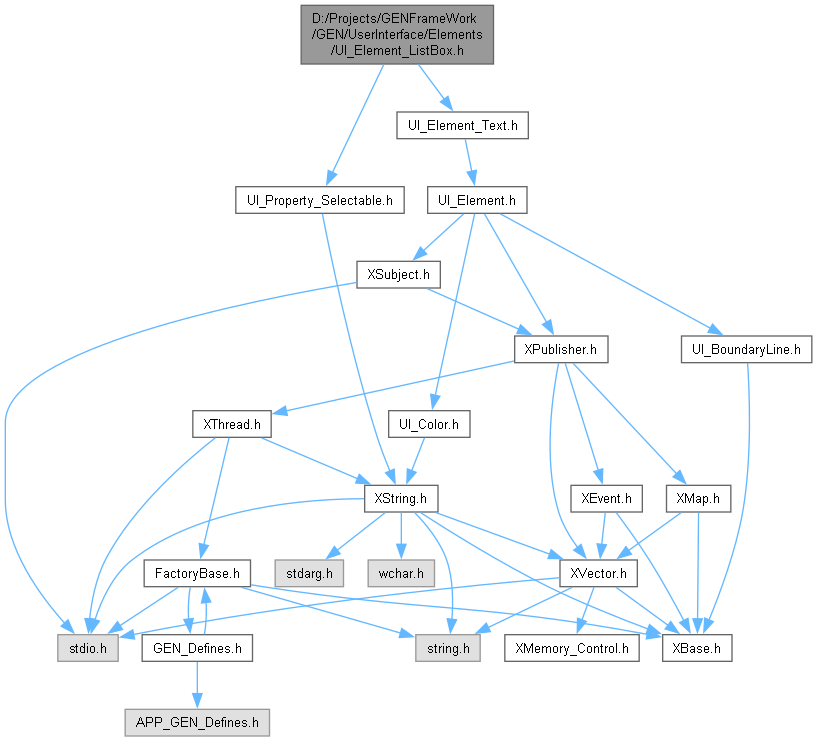 D:/Projects/GENFrameWork
/GEN/UserInterface/Elements
/UI_Element_ListBox.h
UI_Element_Text.h
UI_Property_Selectable.h
UI_Element.h
XSubject.h
XPublisher.h
UI_BoundaryLine.h
XThread.h
UI_Color.h
XString.h
XEvent.h
XMap.h
FactoryBase.h
stdarg.h
wchar.h
XVector.h
stdio.h
GEN_Defines.h
string.h
XMemory_Control.h
XBase.h
APP_GEN_Defines.h